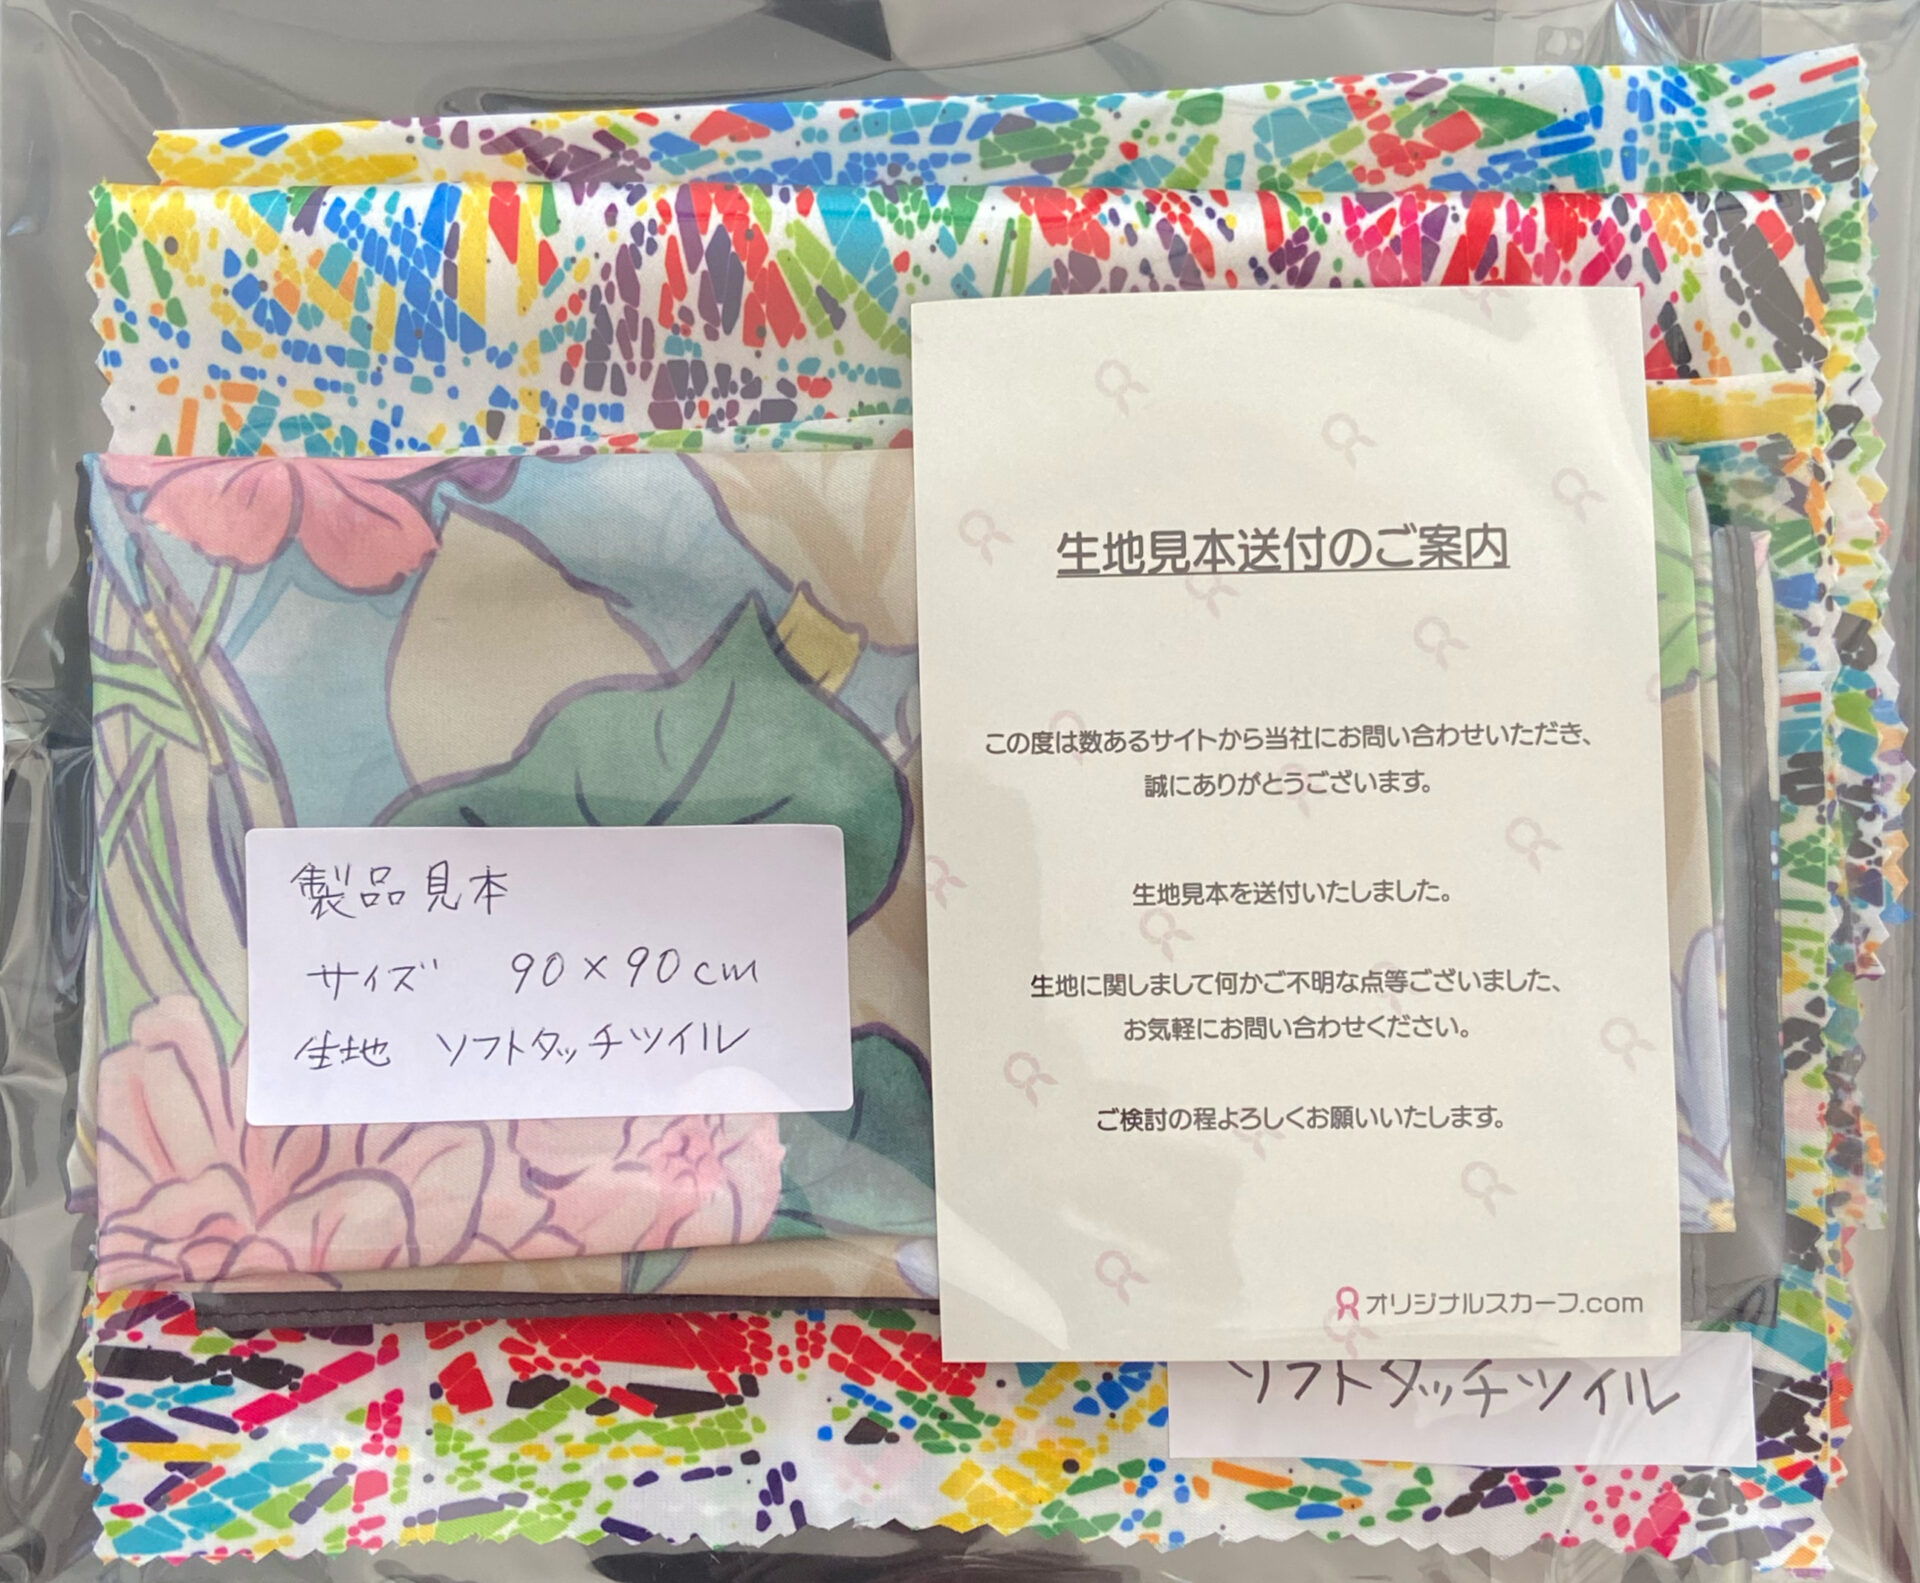 製品見本
サイズ 90×90cm
生地 ソフトタッチツイル
生地見本送付のご案内
この度は数あるサイトから当社にお問い合わせいただき、
誠にありがとうございます。
生地見本を送付いたしました。
生地に関しまして何かご不明な点等ございました、
お気軽にお問い合わせください。
ご検討の程よろしくお願いいたします。
オリジナルスカーフ.com
ソフトタッチツイル